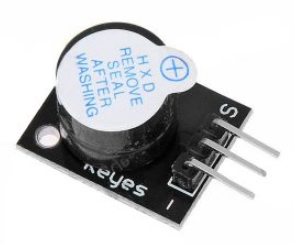 HXD
REMOVE
SEAL
AFTER
WASHING
+
S
Keyes
-